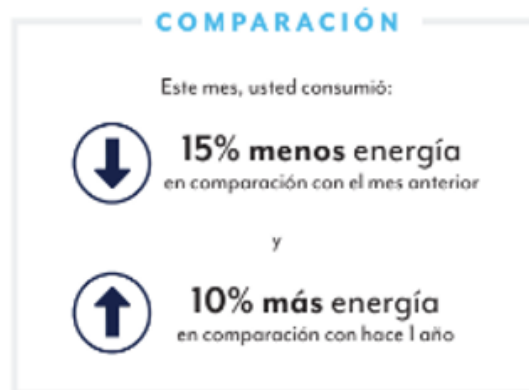 COMPARACIÓN
Este mes, usted consumió:
15% menos energía
en comparación con el mes anterior
y
10% más energía
en comparación con hace 1 año